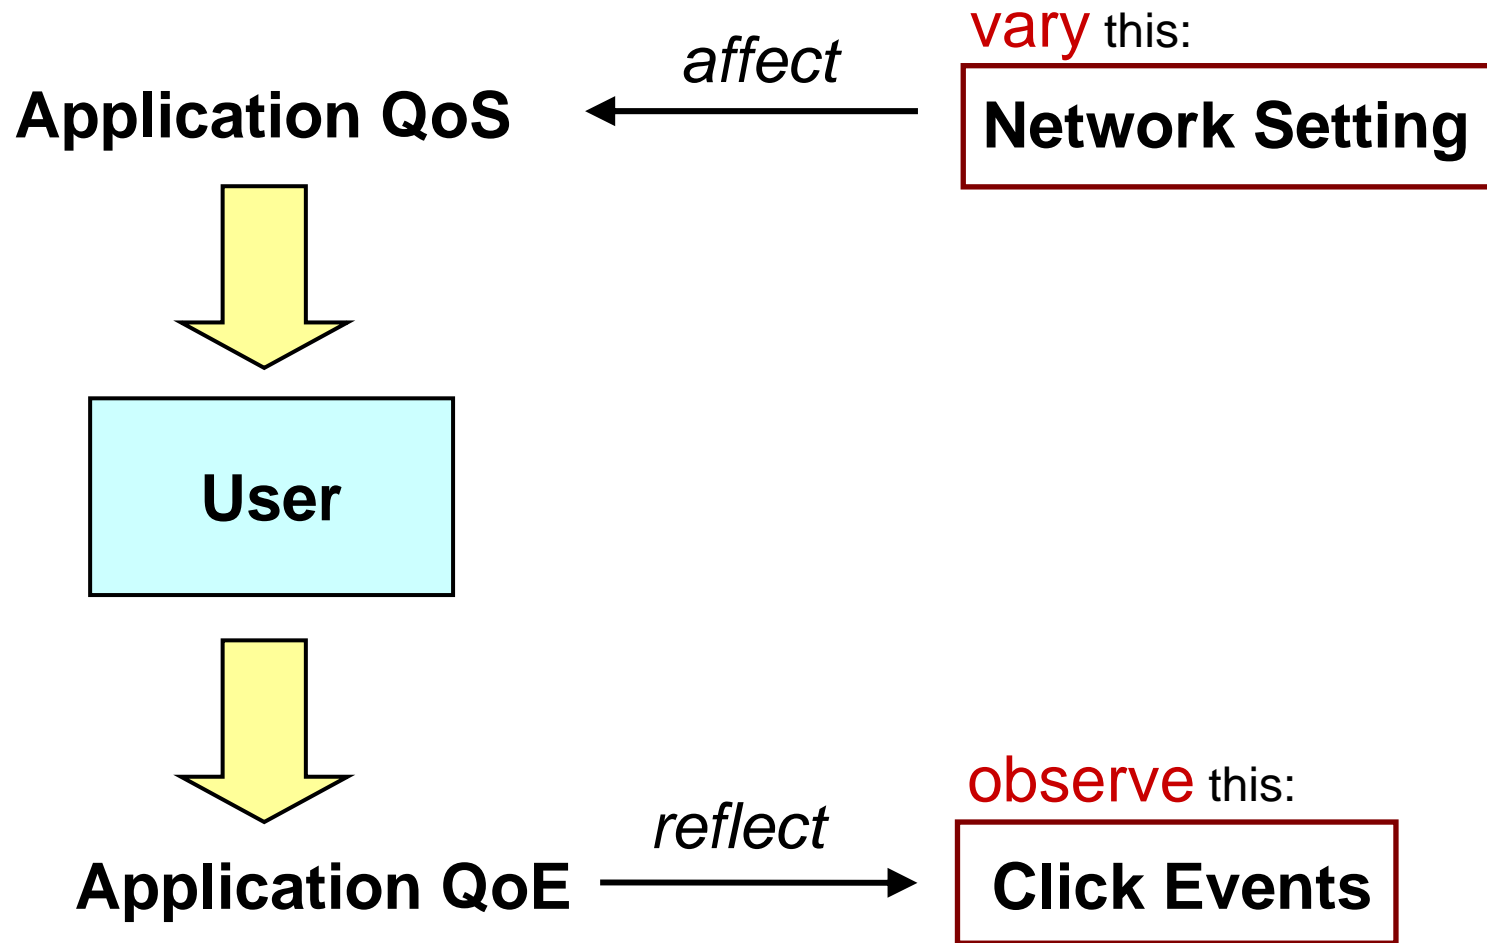 vary this:
affect
Application QoS
Network Setting
User
observe this:
reflect
Application QoE
Click Events